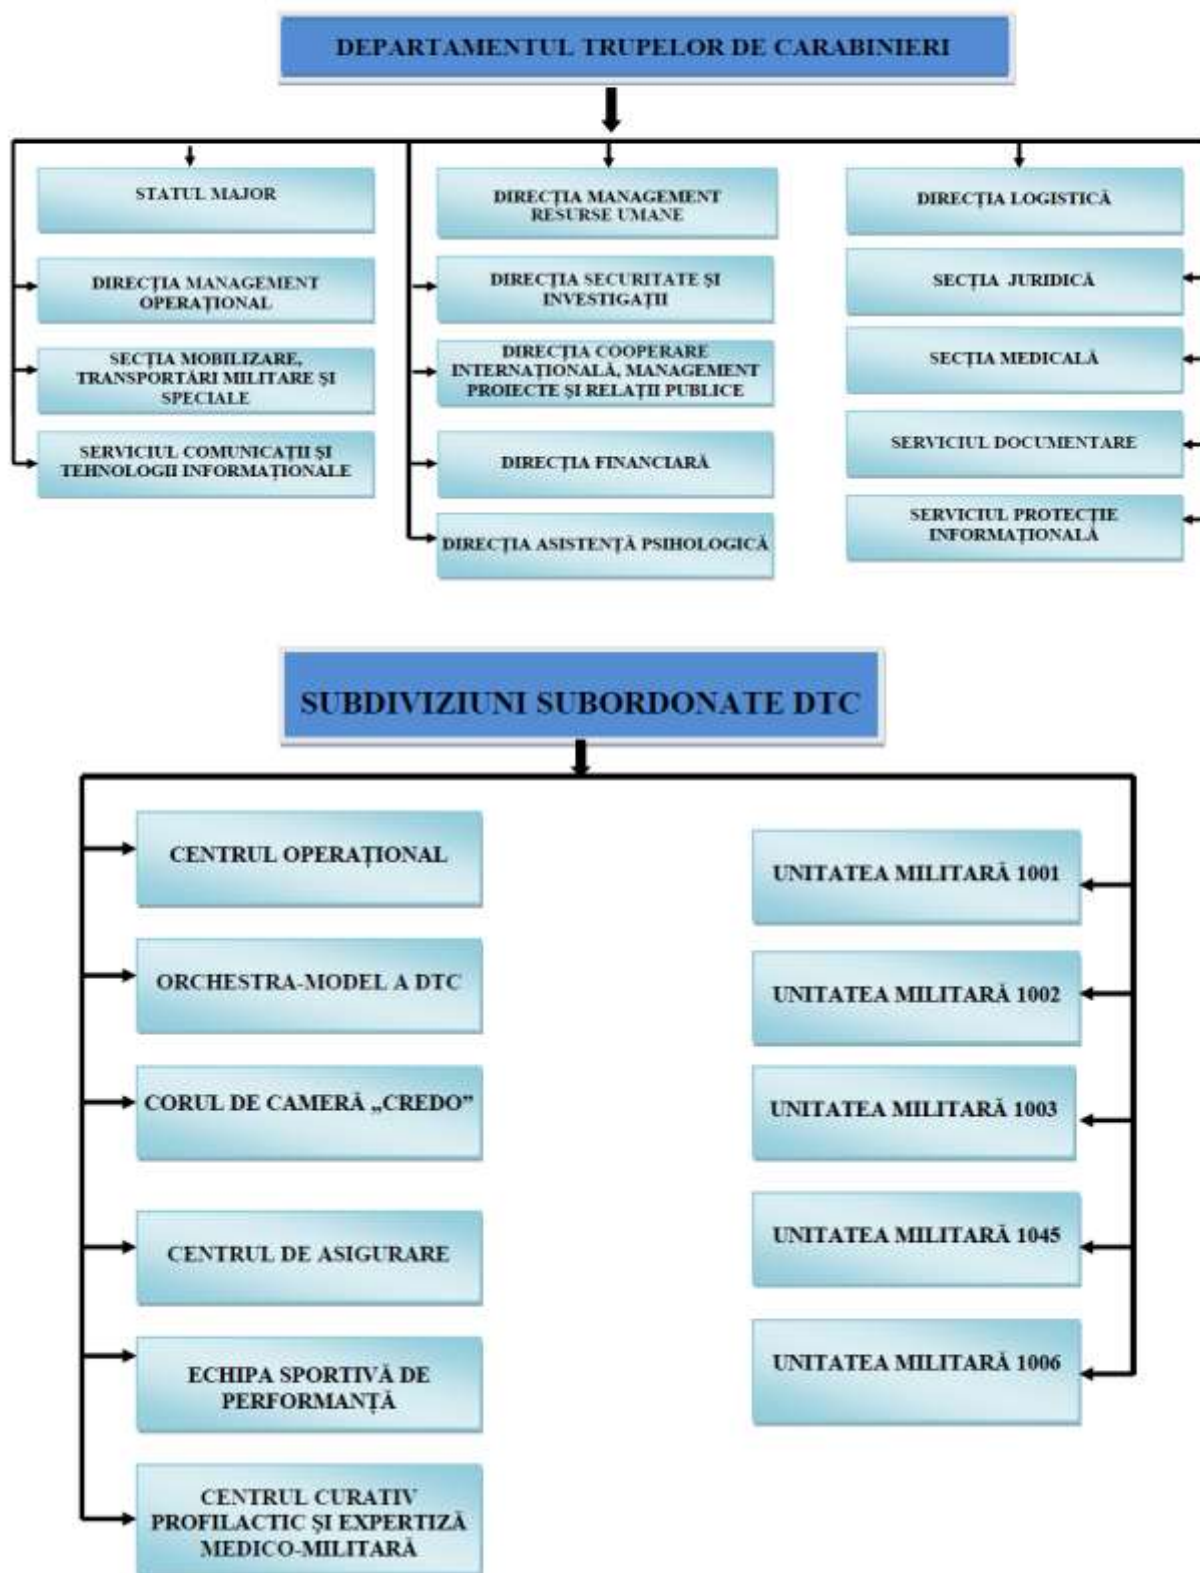 DEPARTAMENTUL TRUPELOR DE CARABINIERI
STATUL MAJOR
DIRECȚIA MANAGEMENT
OPERAȚIONAL
SECȚIA MOBILIZARE,
TRANSPORTĂRI MILITARE ȘI
SPECIALE
SERVICIUL COMUNICAȚII ȘI
TEHNOLOGII INFORMAȚIONALE
DIRECȚIA MANAGEMENT
RESURSE UMANE
DIRECȚIA SECURITATE ȘI
INVESTIGAȚII
DIRECȚIA COOPERARE
INTERNAȚIONALĂ, MANAGEMENT
PROIECTE ȘI RELAȚII PUBLICE
DIRECȚIA FINANCIARĂ
DIRECȚIA ASISTENȚĂ PSIHOLOGICĂ
DIRECȚIA LOGISTICĂ
SECȚIA JURIDICĂ
SECȚIA MEDICALĂ
SERVICIUL DOCUMENTARE
SERVICIUL PROTECȚIE
INFORMAȚIONALĂ
SUBDIVIZIUNI SUBORDONATE DTC
CENTRUL OPERAȚIONAL
ORCHESTRA-MODEL A DTC
CORUL DE CAMERĂ „CREDO”
CENTRUL DE ASIGURARE
ECHIPA SPORTIVĂ DE
PERFORMANȚĂ
CENTRUL CURATIV
PROFILACTIC ȘI EXPERTIZĂ
MEDICO-MILITARĂ
UNITATEA MILITARĂ 1001
UNITATEA MILITARĂ 1002
UNITATEA MILITARĂ 1003
UNITATEA MILITARĂ 1045
UNITATEA MILITARĂ 1006